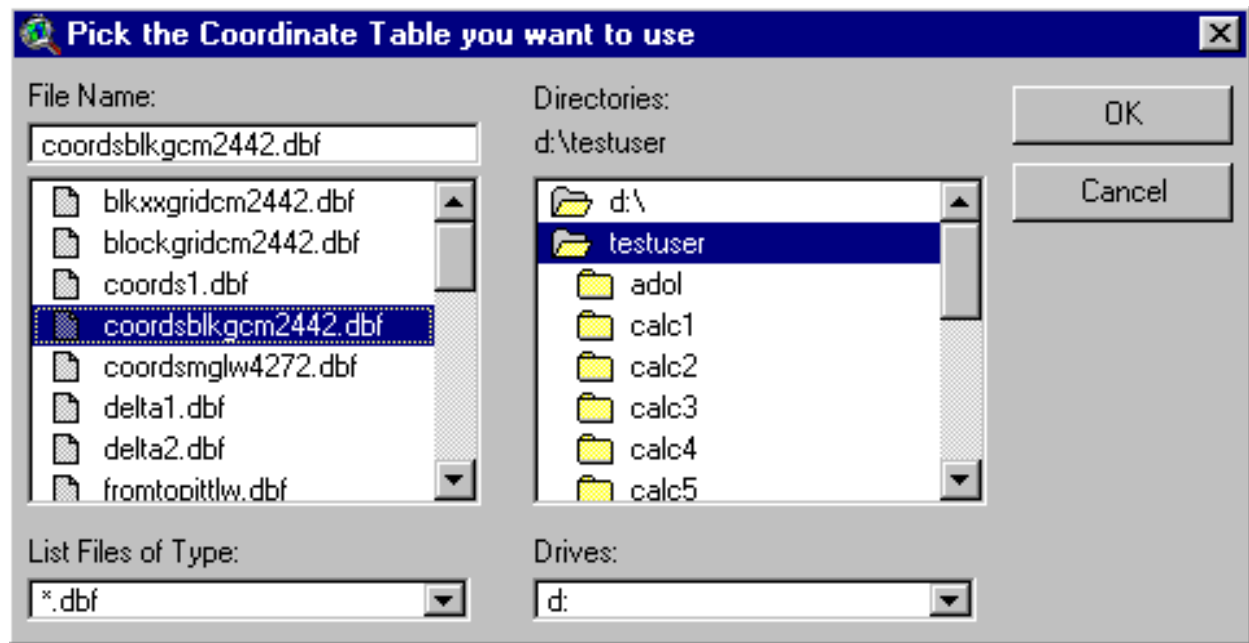 Pick the Coordinate Table you want to use
File Name:
coordsblkgcm2442.dbf
blkxxgridcm2442.dbf
blockgridcm2442.dbf
coords1.dbf
coordsblkgcm2442.dbf
coordsmglw4272.dbf
delta1.dbf
delta2.dbf
fromtopittlw.dbf
List Files of Type:
*.dbf
Directories:
d:\testuser
d:\
testuser
adol
calc1
calc2
calc3
calc4
calc5
Drives:
d:
OK
Cancel